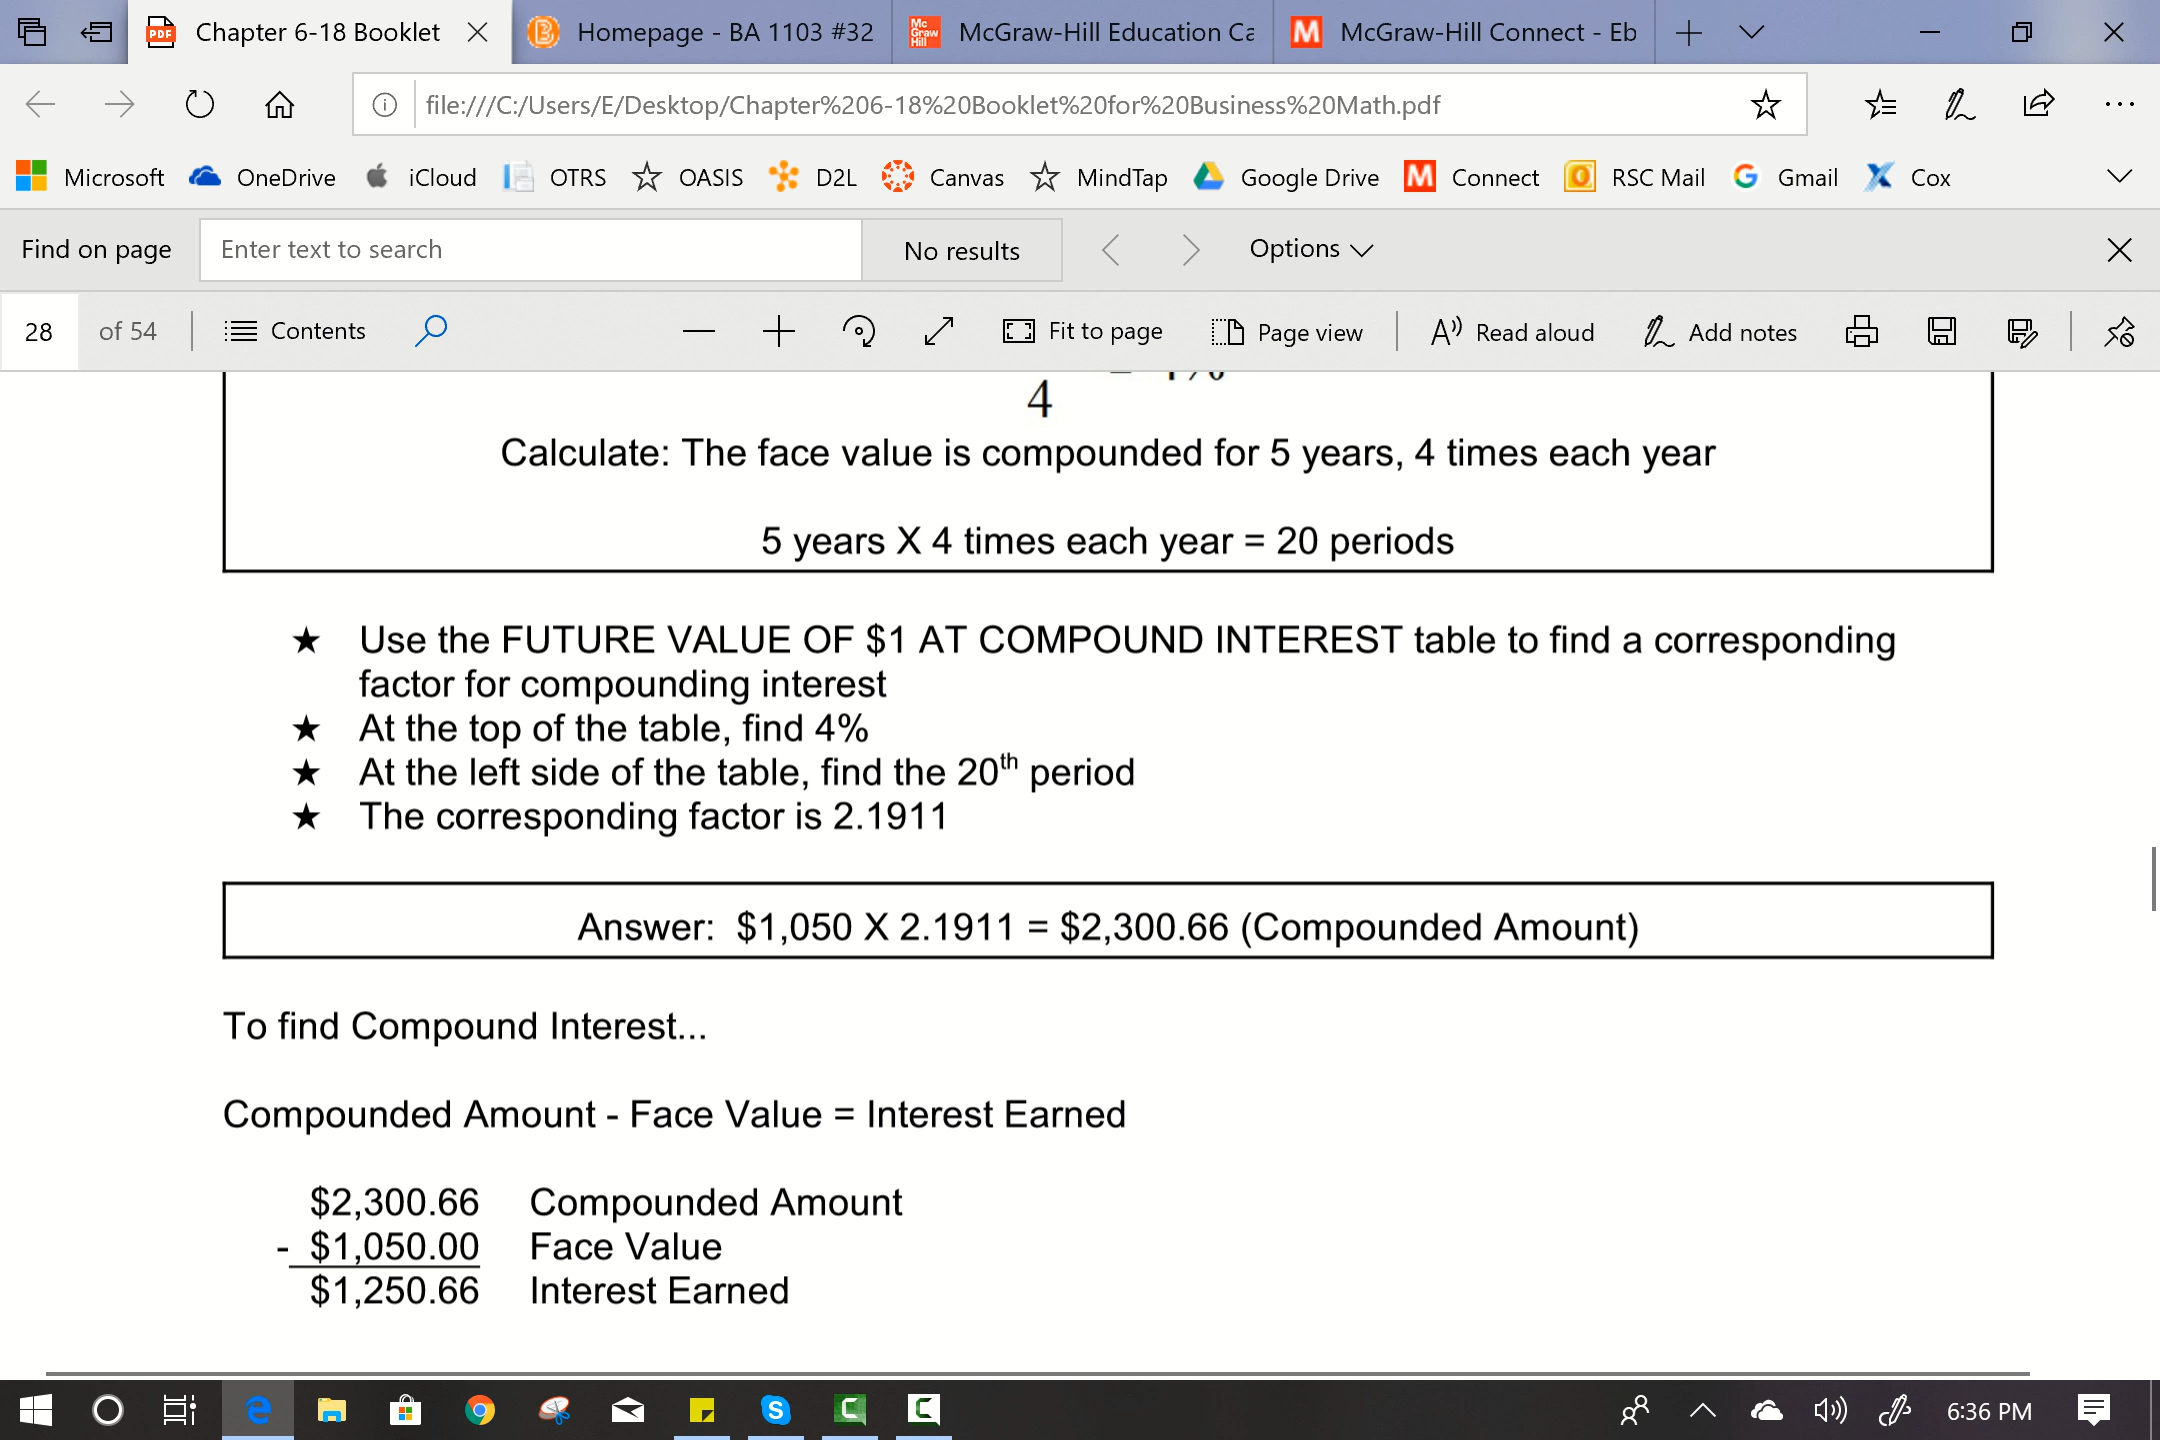 Chapter 6-18 Booklet
Homepage - BA 1103 #32
Mc Graw Hill
McGraw-Hill Education Ca
M
McGraw-Hill Connect - Eb
file:///C:/Users/E/Desktop/Chapter%206-18%20Booklet%20for%20Business%20Math.pdf
Microsoft OneDrive iCloud OTRS OASIS D2L Canvas MindTap Google Drive M Connect RSC Mail G Gmail Cox
Find on page Enter text to search No results Options
28 of 54 Contents Fit to page Page view Read aloud Add notes
4
Calculate: The face value is compounded for 5 years, 4 times each year
5 years X 4 times each year = 20 periods
★ Use the FUTURE VALUE OF $1 AT COMPOUND INTEREST table to find a corresponding
factor for compounding interest
★ At the top of the table, find 4%
★ At the left side of the table, find the 20th period
★ The corresponding factor is 2.1911
Answer: $1,050 X 2.1911 = $2,300.66 (Compounded Amount)
To find Compound Interest...
Compounded Amount - Face Value = Interest Earned
$2,300.66 Compounded Amount
- $1,050.00 Face Value
$1,250.66 Interest Earned
6:36 PM